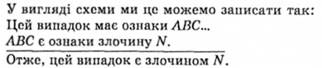 У вигляді схеми ми це можемо записати так:
Цей випадок має ознаки ABC...
ABC є ознаки злочину N.
Отже, цей випадок є злочином N.